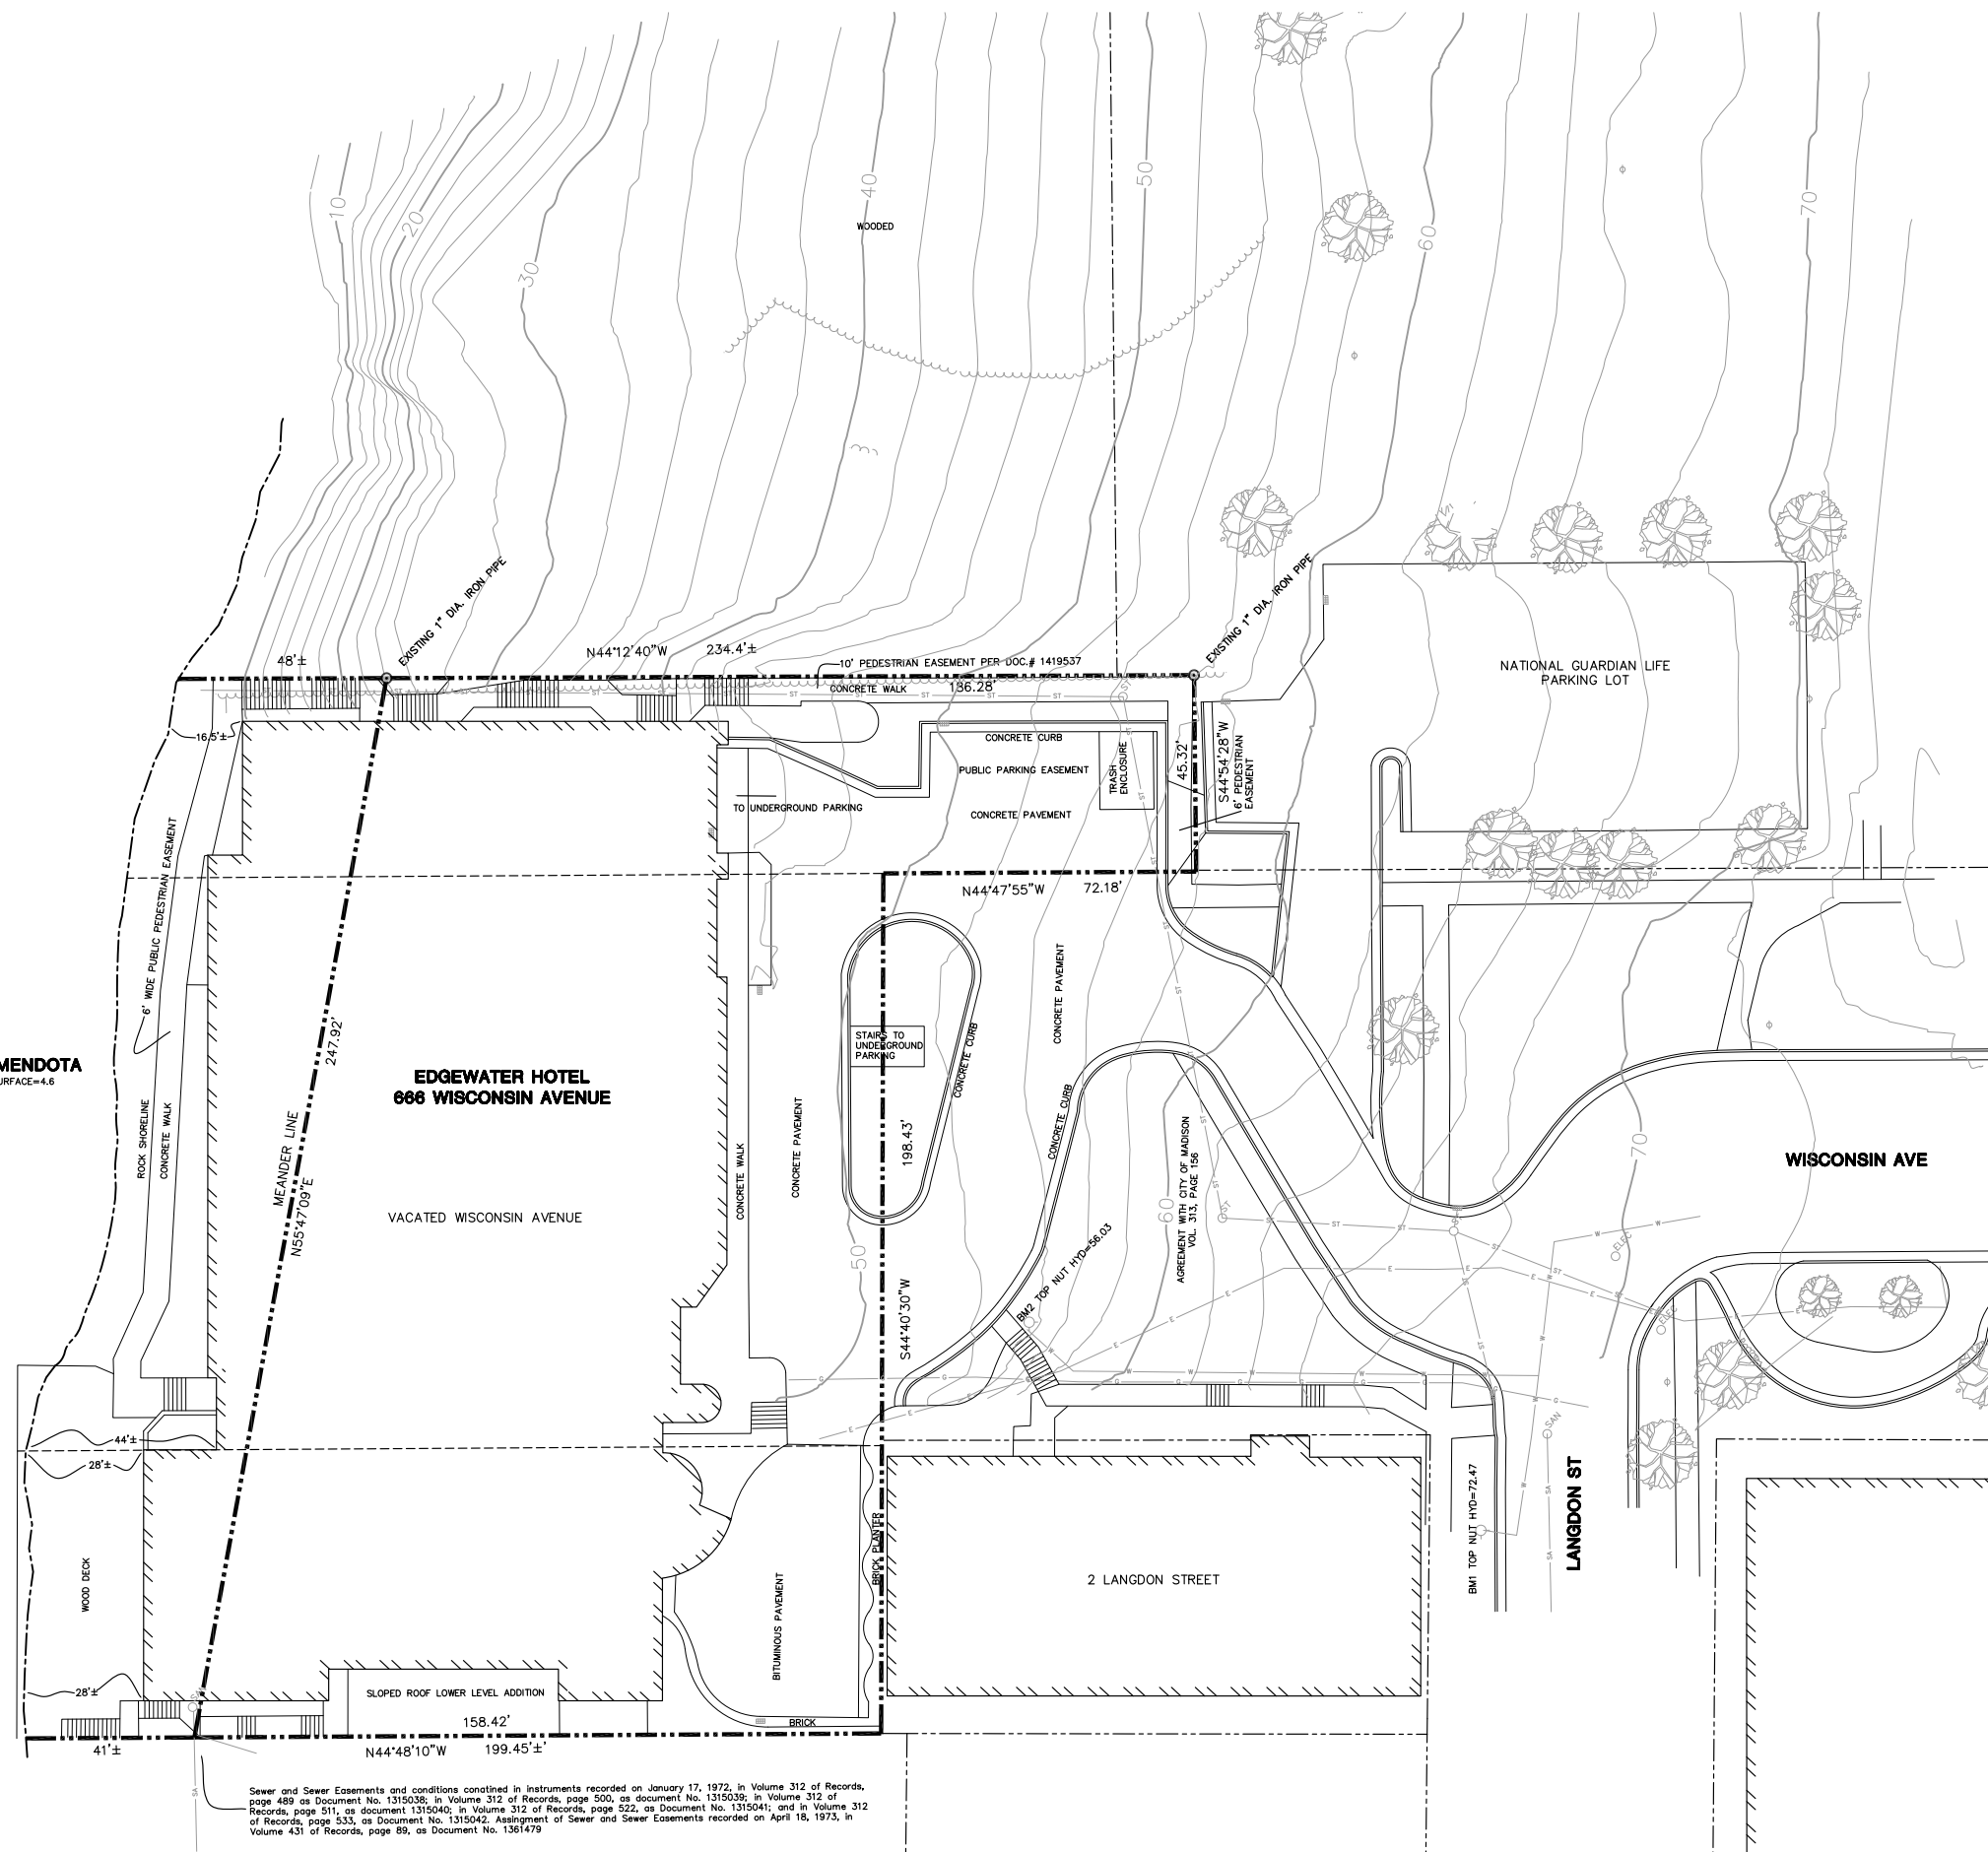 10
20
30
40
50
60
70
WOODED
EXISTING 1" DIA. IRON PIPE
EXISTING 1" DIA. IRON PIPE
48'±
N44°12'40"W
234.4'±
10' PEDESTRIAN EASEMENT PER DOC.# 1419537
CONCRETE WALK
136.28'
NATIONAL GUARDIAN LIFE
PARKING LOT
16.5'±
CONCRETE CURB
PUBLIC PARKING EASEMENT
TRASH
ENCLOSURE
45.32'
S44°54'28"W
6' PEDESTRIAN
EASEMENT
TO UNDERGROUND PARKING
CONCRETE PAVEMENT
6' WIDE PUBLIC PEDESTRIAN EASEMENT
N44°47'55"W
72.18'
247.92'
CONCRETE PAVEMENT
STAIRS TO
UNDERGROUND
PARKING
CONCRETE CURB
MENDOTA
URFACE=4.6
EDGEWATER HOTEL
666 WISCONSIN AVENUE
ROCK SHORELINE
CONCRETE WALK
MEANDER LINE
N55°47'09"E
CONCRETE WALK
CONCRETE PAVEMENT
198.43'
CONCRETE CURB
AGREEMENT WITH CITY OF MADISON
VOL. 313, PAGE 156
70
WISCONSIN AVE
VACATED WISCONSIN AVENUE
60
50
BM2 TOP NUT HYD=56.03
S44°40'30"W
ELEC
ELEC
44'±
28'±
SAN
BM1 TOP NUT HYD=72.47
LANGDON ST
WOOD DECK
BRICK PLANTER
BITUMINOUS PAVEMENT
2 LANGDON STREET
28'±
SAN
SLOPED ROOF LOWER LEVEL ADDITION
158.42'
BRICK
41'±
N44°48'10"W
199.45'±'
Sewer and Sewer Easements and conditions conatined in instruments recorded on January 17, 1972, in Volume 312 of Records,
page 489 as Document No. 1315038; in Volume 312 of Records, page 500, as document No. 1315039; in Volume 312 of
Records, page 511, as document 1315040; in Volume 312 of Records, page 522, as Document No. 1315041; and in Volume 312
of Records, page 533, as Document No. 1315042. Assingment of Sewer and Sewer Easements recorded on April 18, 1973, in
Volume 431 of Records, page 89, as Document No. 1361479